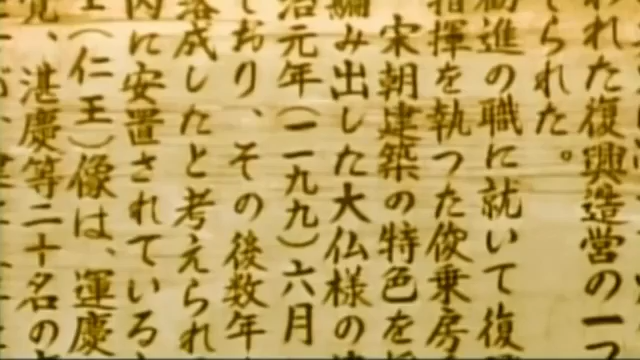 われた復興造営の一つ
てられた。
勧進の職に就いて復
指揮を執つた俊乗房
宋朝建築の特色を
編み出した大仏様の
治元年(一一九九)六月
ており、その後数年
落成したと考えられ
内に安置されている
王(仁王)像は、運慶
覚、湛慶等二十名の